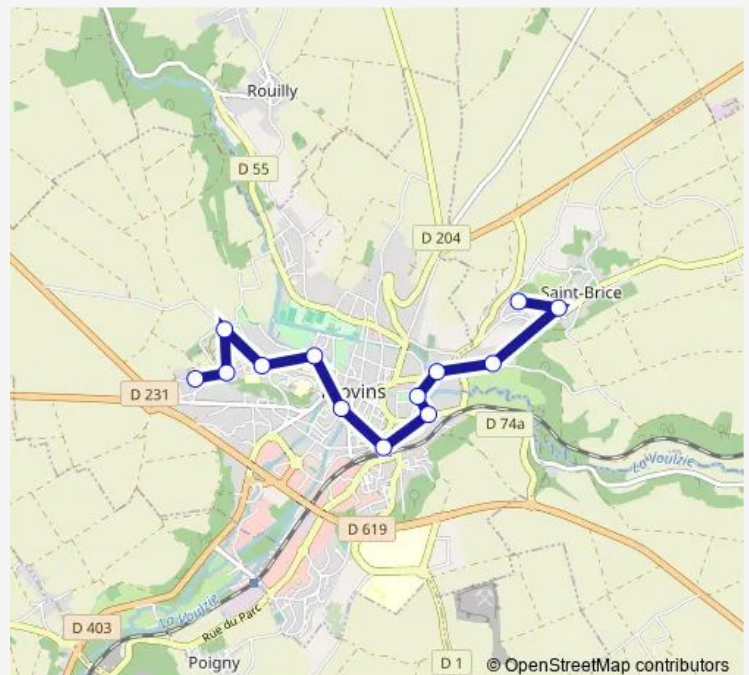 Rouilly
D 55
D 204
Saint-Brice
D 231
ovins
D 74a
La Voulzie
D 619
La Voulzie
D 403
Rue du Parc
Poigny
D 1
© OpenStreetMap contributors